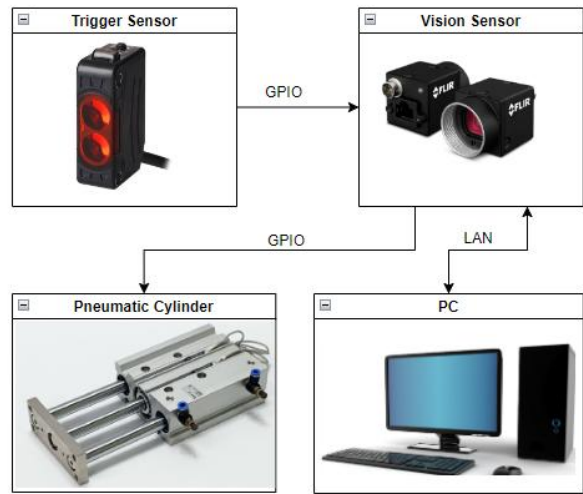 Trigger Sensor
Vision Sensor
FLIR
FLIR
GPIO
GPIO
LAN
Pneumatic Cylinder
PC